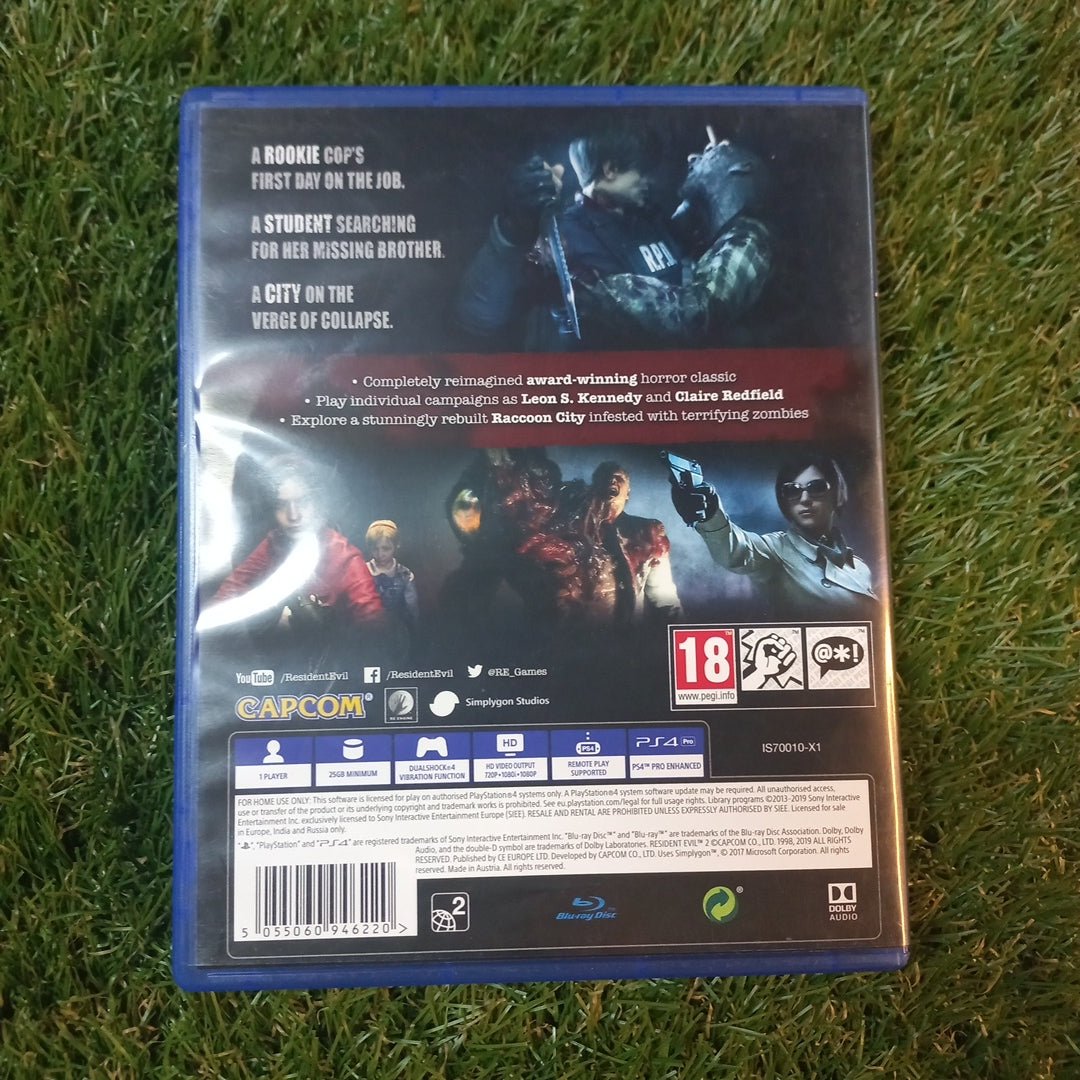 A ROOKIE COP'S
FIRST DAY ON THE JOB.
A STUDENT SEARCHING
FOR HER MISSING BROTHER.
A CITY ON THE
VERGE OF COLLAPSE.
R.P.D
• Completely reimagined award-winning horror classic
• Play individual campaigns as Leon S. Kennedy and Claire Redfield
• Explore a stunningly rebuilt Raccoon City infested with terrifying zombies
YouTube /ResidentEvil f /ResidentEvil @RE_Games
CAPCOM® RE ENGINE Simplygon Studios
18 ™ @*! ™
www.pegi.info
1 PLAYER
25GB MINIMUM
DUALSHOCK®4
VIBRATION FUNCTION
HD
HD VIDEO OUTPUT
720P•1080i•1080P
PS4
REMOTE PLAY
SUPPORTED
PS4 Pro
PS4™ PRO ENHANCED
IS70010-X1
FOR HOME USE ONLY: This software is licensed for play on authorised PlayStation®4 systems only. A PlayStation®4 system software update may be required. All unauthorised access,
use or transfer of the product or its underlying copyright and trademark works is prohibited. See eu.playstation.com/legal for full usage rights. Library programs ©2013-2019 Sony Interactive
Entertainment Inc. exclusively licensed to Sony Interactive Entertainment Europe (SIEE). RESALE AND RENTAL ARE PROHIBITED UNLESS EXPRESSLY AUTHORISED BY SIEE. Licensed for sale
in Europe, India and Russia only.
"PlayStation" and "PS4" are registered trademarks of Sony Interactive Entertainment Inc. "Blu-ray Disc™" and "Blu-ray™" are trademarks of the Blu-ray Disc Association. Dolby, Dolby
Audio, and the double-D symbol are trademarks of Dolby Laboratories. RESIDENT EVIL™ 2 ©CAPCOM CO., LTD. 1998, 2019 ALL RIGHTS
RESERVED. Published by CE EUROPE LTD. Developed by CAPCOM CO., LTD. Uses Simplygon™, © 2017 Microsoft Corporation. All rights
reserved. Made in Austria. All rights reserved.
5 055060 946220 >
2
Blu-ray Disc™
®
DOLBY
AUDIO